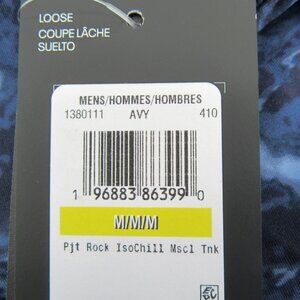 LOOSE
COUPE LÂCHE
SUELTO
MENS/HOMMES/HOMBRES
1380111 AVY 410
1 96883 86399 0
M/M/M
Pjt Rock IsoChill Mscl Tnk